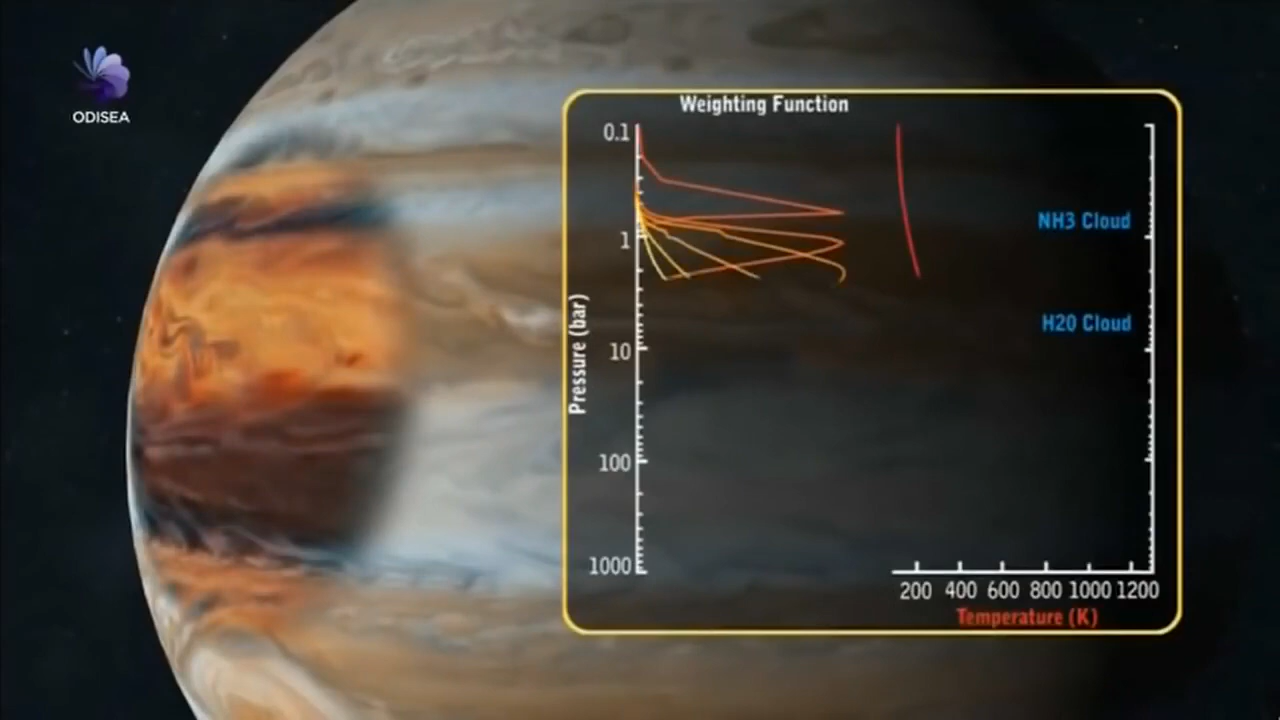 ODISEA
Weighting Function
0.1
1
10
100
1000
Pressure (bar)
NH3 Cloud
H20 Cloud
200 400 600 800 1000 1200
Temperature (K)